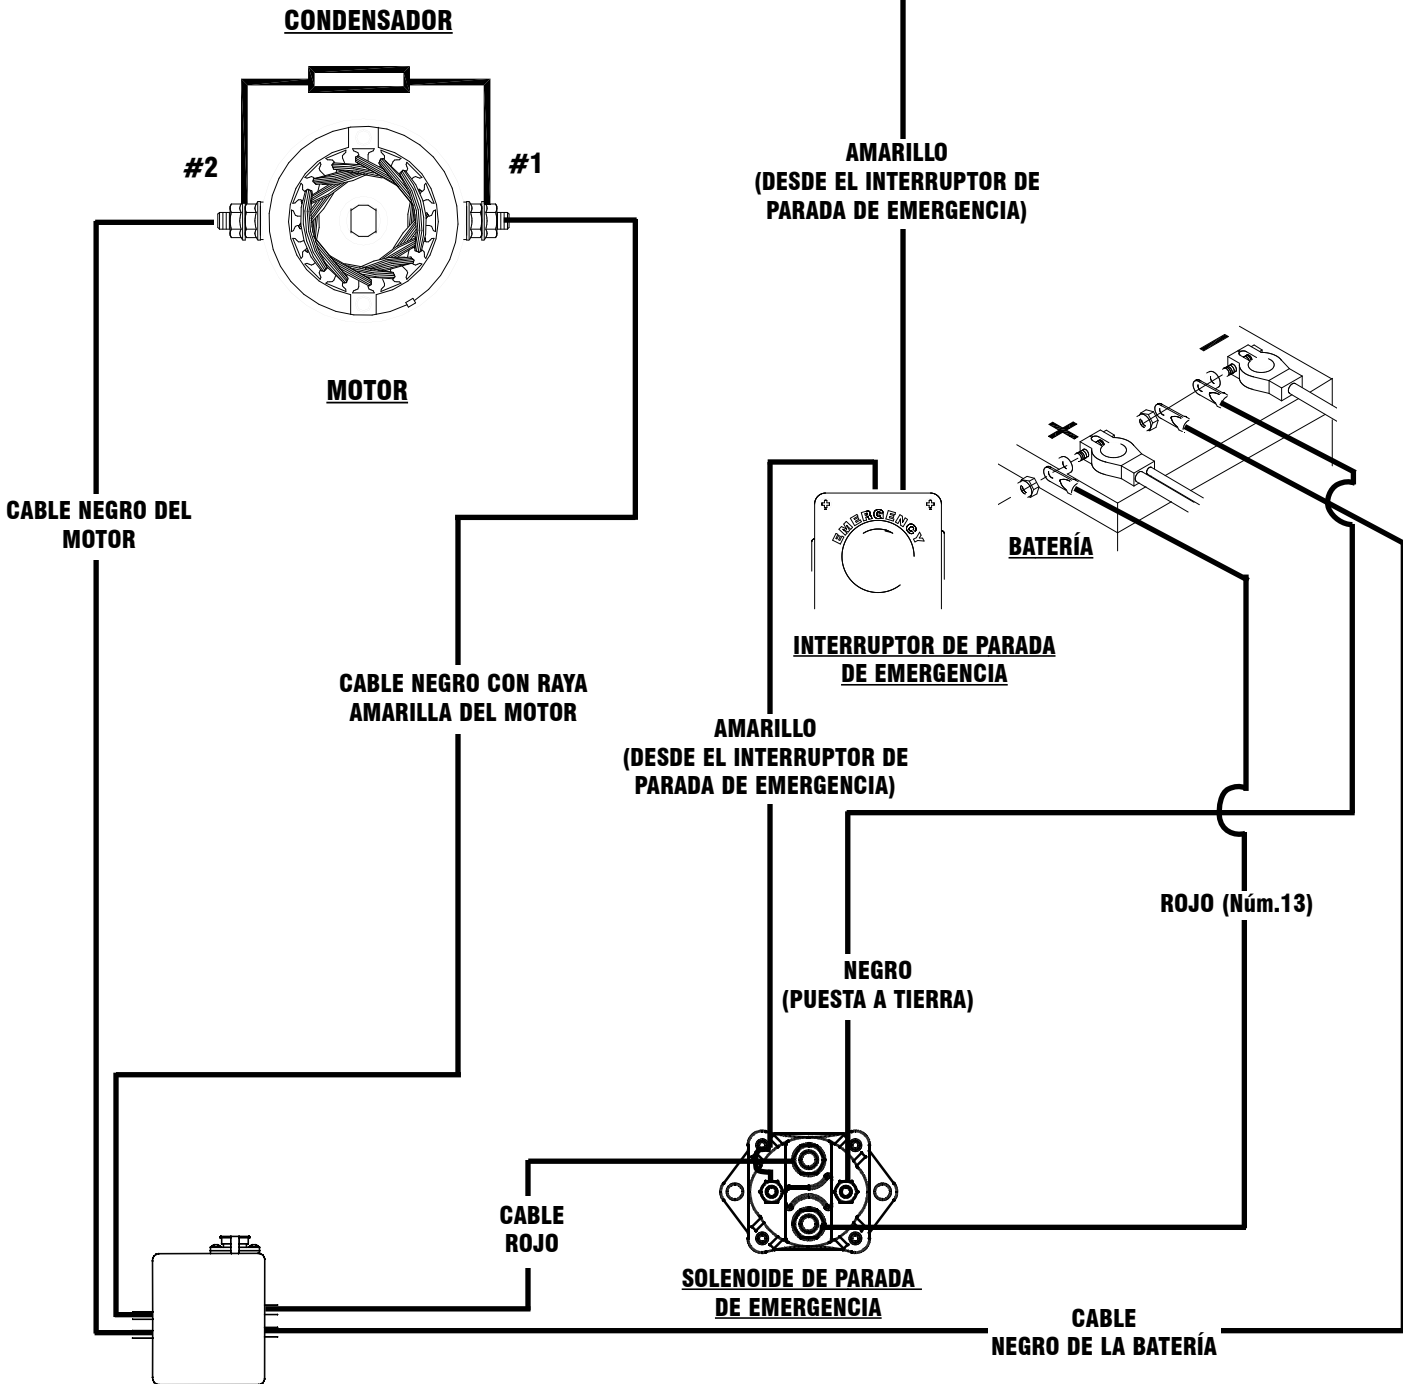 CONDENSADOR
#2
#1
AMARILLO
(DESDE EL INTERRUPTOR DE
PARADA DE EMERGENCIA)
MOTOR
CABLE NEGRO DEL
MOTOR
EMERGENCY
BATERÍA
INTERRUPTOR DE PARADA
DE EMERGENCIA
CABLE NEGRO CON RAYA
AMARILLA DEL MOTOR
AMARILLO
(DESDE EL INTERRUPTOR DE
PARADA DE EMERGENCIA)
ROJO (Núm.13)
NEGRO
(PUESTA A TIERRA)
CABLE
ROJO
SOLENOIDE DE PARADA
DE EMERGENCIA
CABLE
NEGRO DE LA BATERÍA